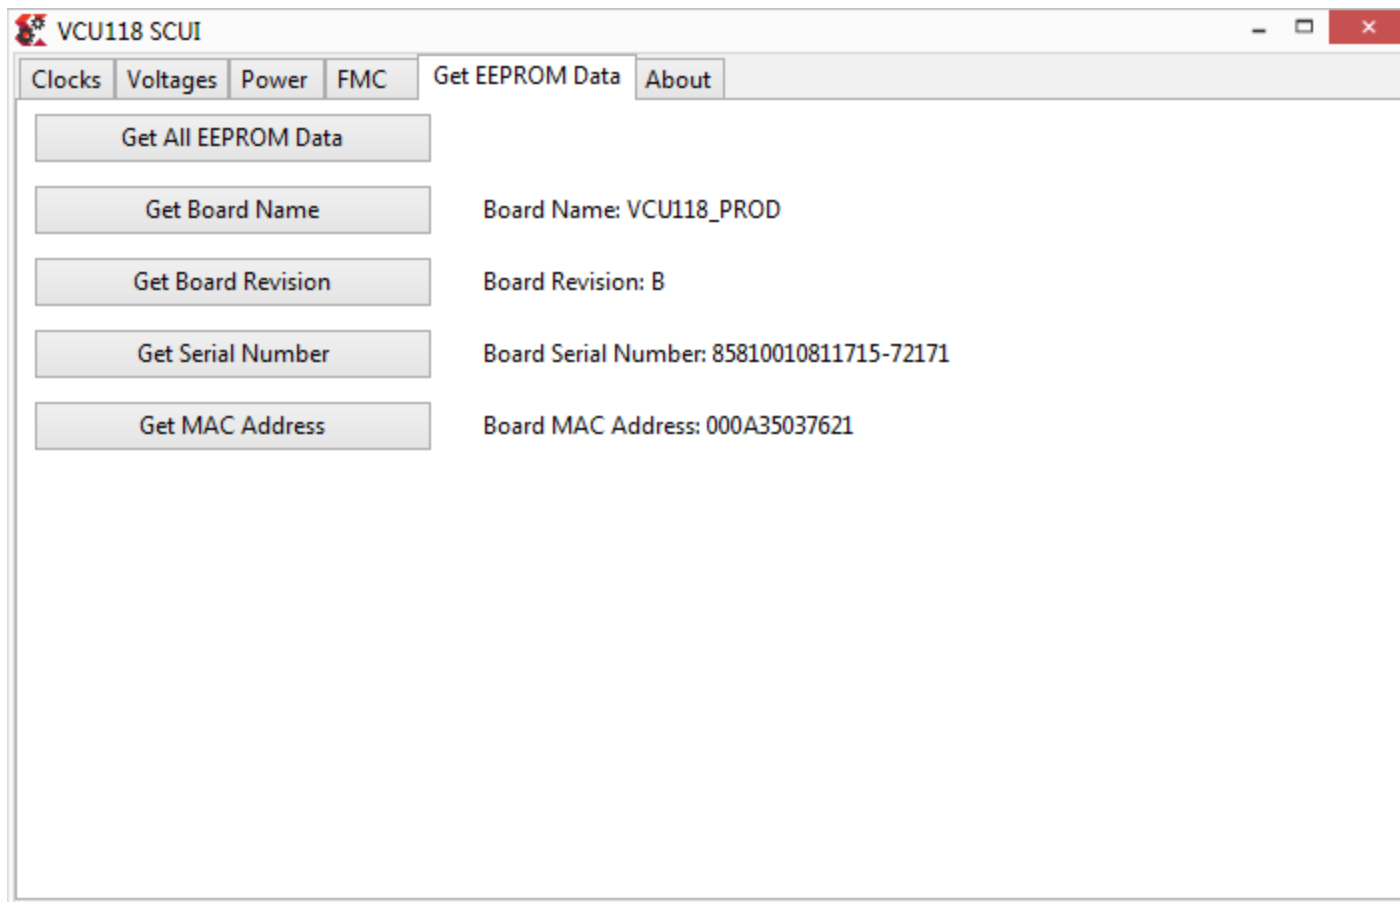 VCU118 SCUI
Clocks Voltages Power FMC Get EEPROM Data About
Get All EEPROM Data
Get Board Name Board Name: VCU118_PROD
Get Board Revision Board Revision: B
Get Serial Number Board Serial Number: 85810010811715-72171
Get MAC Address Board MAC Address: 000A35037621